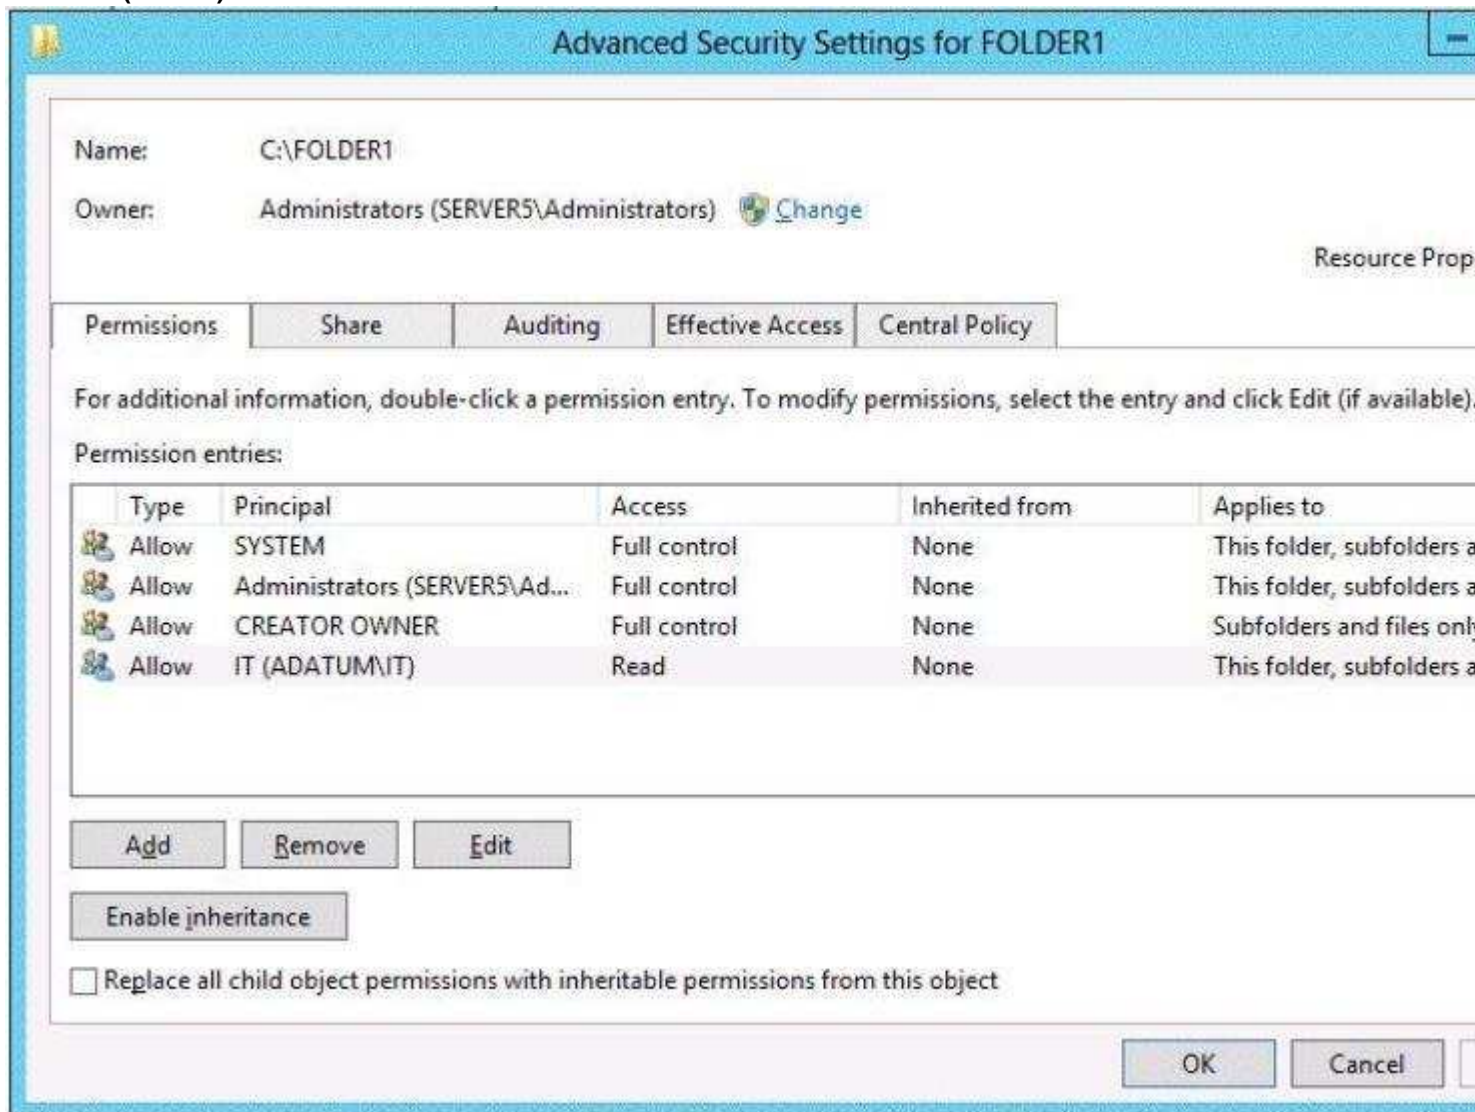 Advanced Security Settings for FOLDER1
Name: C:\FOLDER1
Owner: Administrators (SERVER5\Administrators) Change
Resource Prop
Permissions Share Auditing Effective Access Central Policy
For additional information, double-click a permission entry. To modify permissions, select the entry and click Edit (if available).
Permission entries:
Type Principal Access Inherited from Applies to
Allow SYSTEM Full control None This folder, subfolders a
Allow Administrators (SERVER5\Ad... Full control None This folder, subfolders a
Allow CREATOR OWNER Full control None Subfolders and files only
Allow IT (ADATUM\IT) Read None This folder, subfolders a
Add Remove Edit
Enable inheritance
Replace all child object permissions with inheritable permissions from this object
OK Cancel